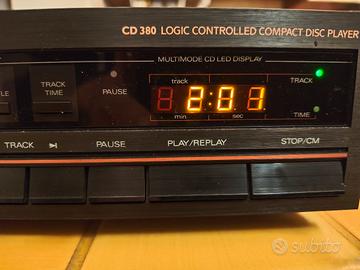 CD 380 LOGIC CONTROLLED COMPACT DISC PLAYER
MULTIMODE CD LED DISPLAY
TRACK TIME
PAUSE
track
2:01
min sec
TRACK
TIME
TRACK PAUSE PLAY/REPLAY STOP/CM
subito